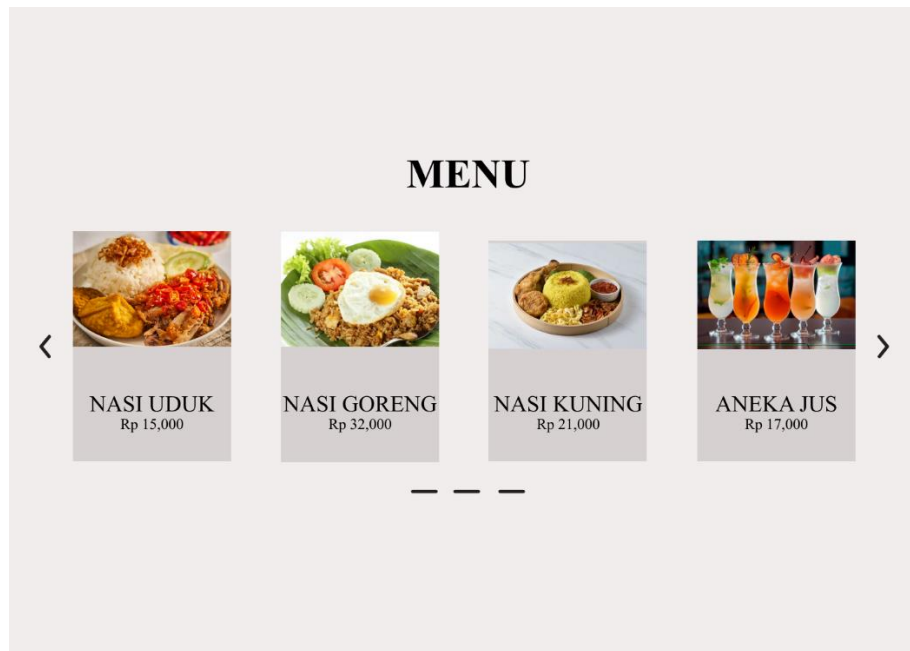 MENU
NASI UDUK
Rp 15,000
NASI GORENG
Rp 32,000
NASI KUNING
Rp 21,000
ANEKA JUS
Rp 17,000